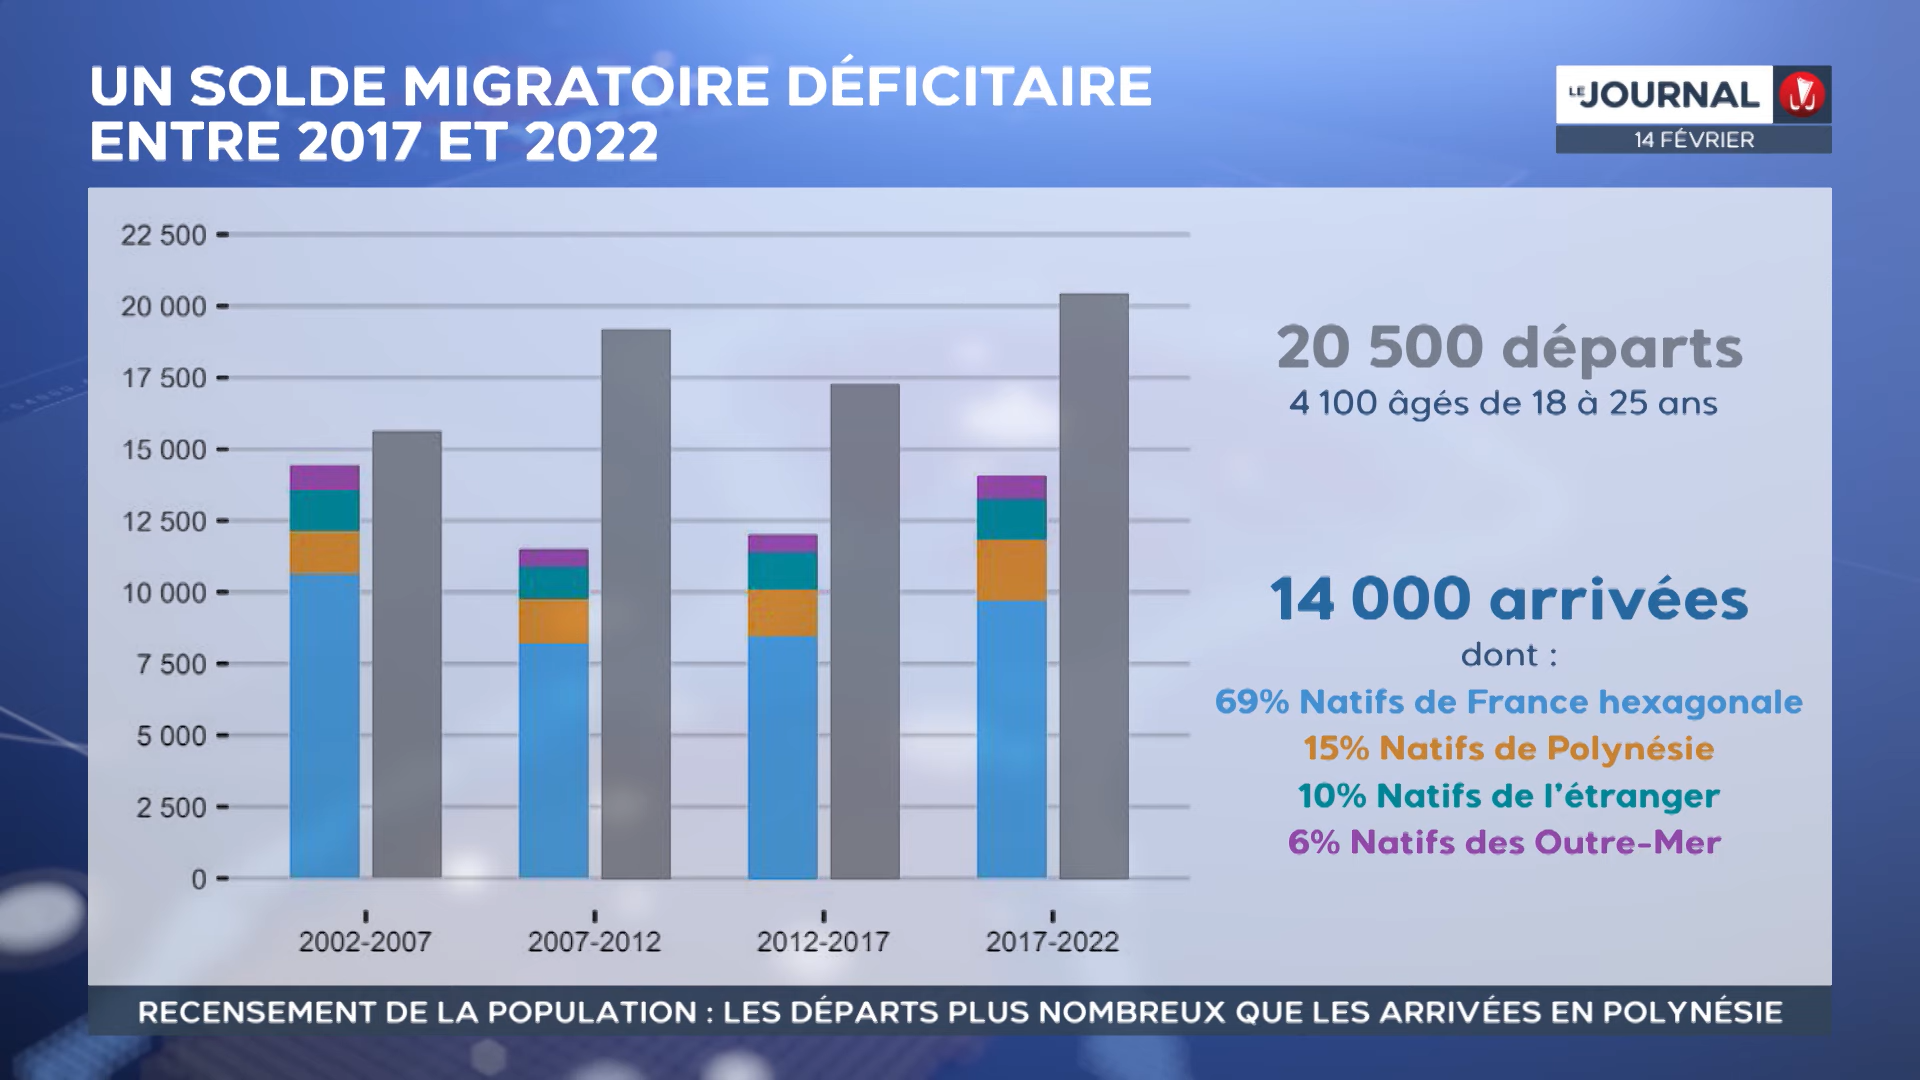 UN SOLDE MIGRATOIRE DÉFICITAIRE
ENTRE 2017 ET 2022
LE JOURNAL
14 FÉVRIER
22 500
20 000
17 500
15 000
12 500
10 000
7 500
5 000
2 500
0
2002-2007
2007-2012
2012-2017
2017-2022
20 500 départs
4 100 âgés de 18 à 25 ans
14 000 arrivées
dont :
69% Natifs de France hexagonale
15% Natifs de Polynésie
10% Natifs de l'étranger
6% Natifs des Outre-Mer
RECENSEMENT DE LA POPULATION : LES DÉPARTS PLUS NOMBREUX QUE LES ARRIVÉES EN POLYNÉSIE